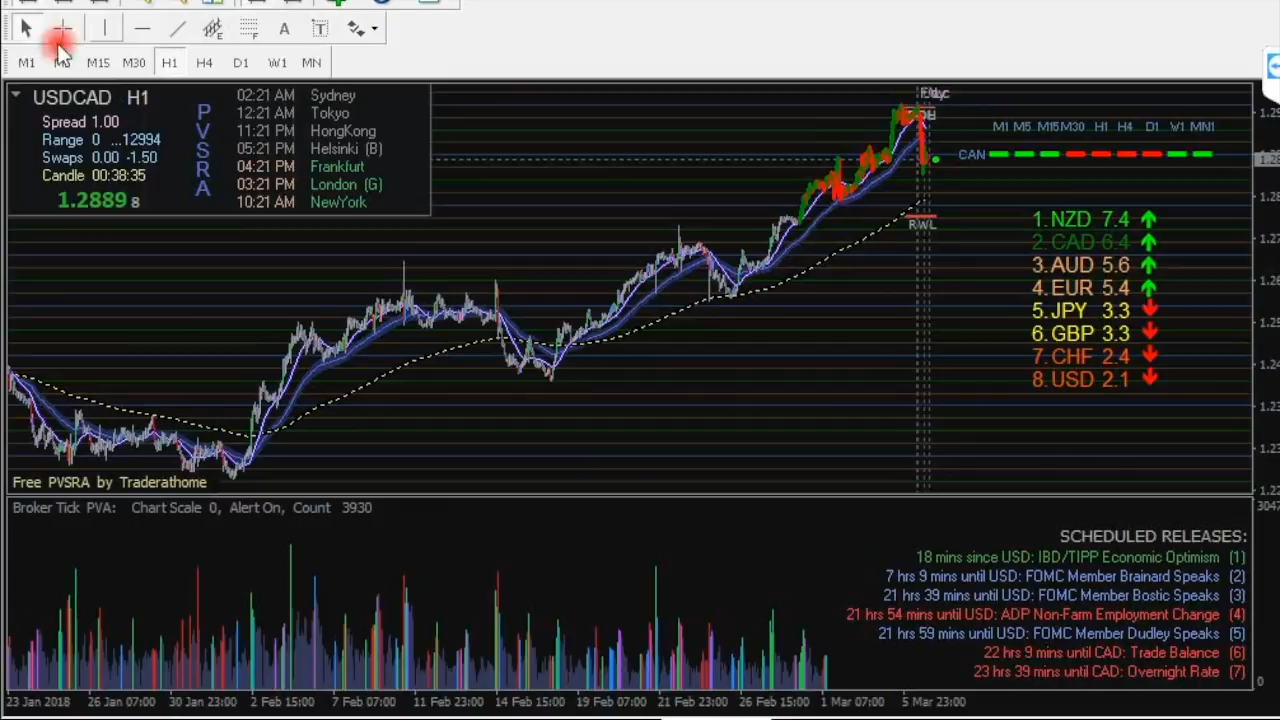 M1 M5 M15 M30 H1 H4 D1 W1 MN
USDCAD H1
Spread 1.00
Range 0 ...12994
Swaps 0.00 -1.50
Candle 00:38:35
1.2889 8
P
V
S
R
A
02:21 AM Sydney
12:21 AM Tokyo
11:21 PM HongKong
05:21 PM Helsinki (B)
04:21 PM Frankfurt
03:21 PM London (G)
10:21 AM NewYork
M1 M5 M15 M30 H1 H4 D1 W1 MN1
CAN
RWL
1. NZD 7.4
2. CAD 6.4
3. AUD 5.6
4. EUR 5.4
5. JPY 3.3
6. GBP 3.3
7. CHF 2.4
8. USD 2.1
Free PVSRA by Traderathome
Broker Tick PVA: Chart Scale 0, Alert On, Count 3930
SCHEDULED RELEASES:
18 mins since USD: IBD/TIPP Economic Optimism (1)
7 hrs 9 mins until USD: FOMC Member Brainard Speaks (2)
21 hrs 39 mins until USD: FOMC Member Bostic Speaks (3)
21 hrs 54 mins until USD: ADP Non-Farm Employment Change (4)
21 hrs 59 mins until USD: FOMC Member Dudley Speaks (5)
22 hrs 9 mins until CAD: Trade Balance (6)
23 hrs 39 mins until CAD: Overnight Rate (7)
0
23 Jan 2018 26 Jan 07:00 30 Jan 23:00 2 Feb 15:00 7 Feb 07:00 11 Feb 23:00 14 Feb 15:00 19 Feb 07:00 21 Feb 23:00 26 Feb 15:00 1 Mar 07:00 5 Mar 23:00